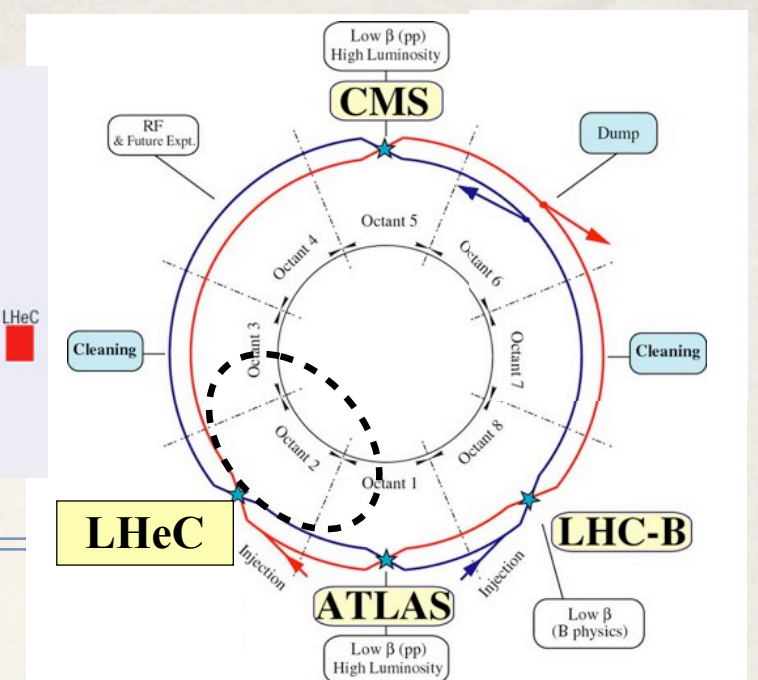 Low β (pp)
High Luminosity
CMS
RF
& Future Expt.
Dump
Octant 5
Octant 4
Octant 6
LHeC
Cleaning
Octant 3
Octant 7
Cleaning
Octant 2
Octant 8
Octant 1
LHeC
LHC-B
Injection
Injection
ATLAS
Low β
(B physics)
Low β (pp)
High Luminosity